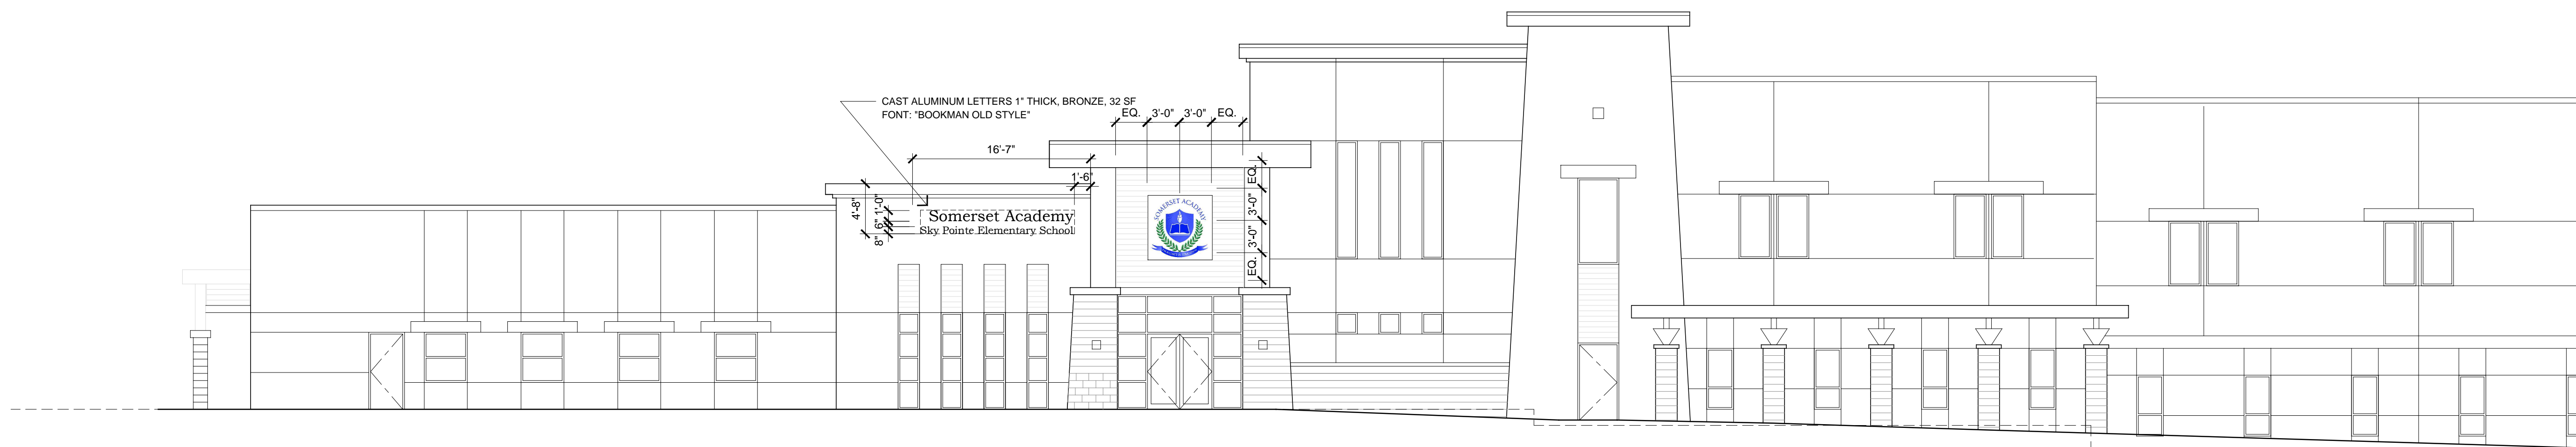 CAST ALUMINUM LETTERS 1" THICK, BRONZE, 32 SF
FONT: "BOOKMAN OLD STYLE"
EQ. 3'-0" 3'-0" EQ.
16'-7"
1'-6"
EQ.
3'-0"
3'-0"
EQ.
4'-8"
1'-0"
6"
8"
Somerset Academy
Sky Pointe Elementary School
SOMERSET ACADEMY